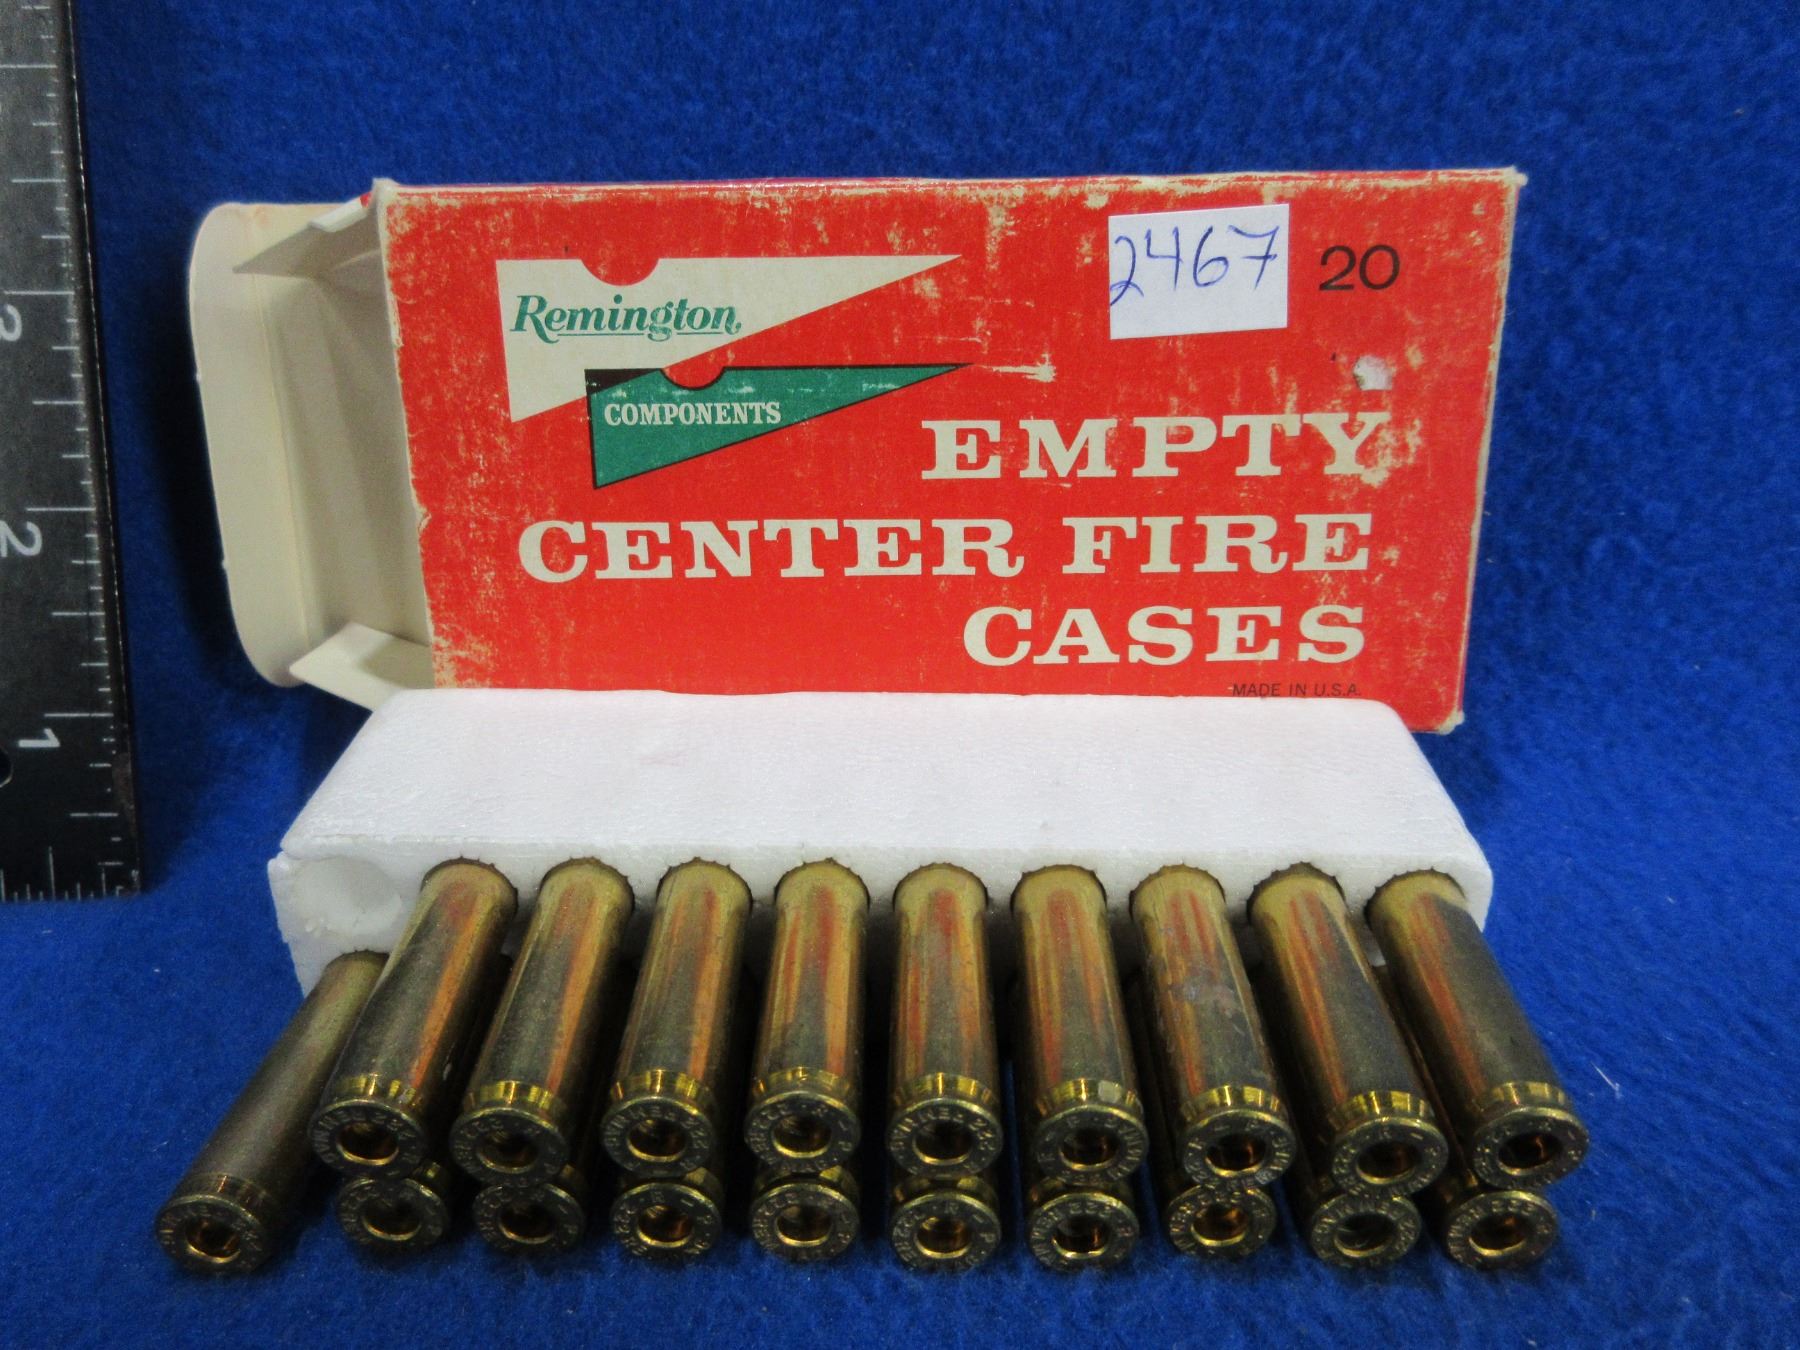 2467
20
Remington
COMPONENTS
EMPTY
CENTER FIRE
CASES
MADE IN U.S.A.
3
2
1